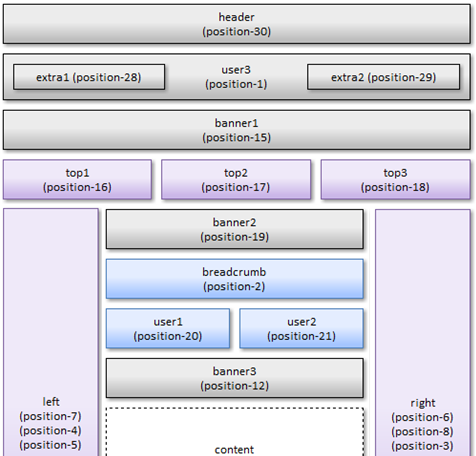 header
(position-30)
extra1 (position-28)
user3
(position-1)
extra2 (position-29)
banner1
(position-15)
top1
(position-16)
top2
(position-17)
top3
(position-18)
banner2
(position-19)
breadcrumb
(position-2)
user1
(position-20)
user2
(position-21)
banner3
(position-12)
left
(position-7)
(position-4)
(position-5)
content
right
(position-6)
(position-8)
(position-3)